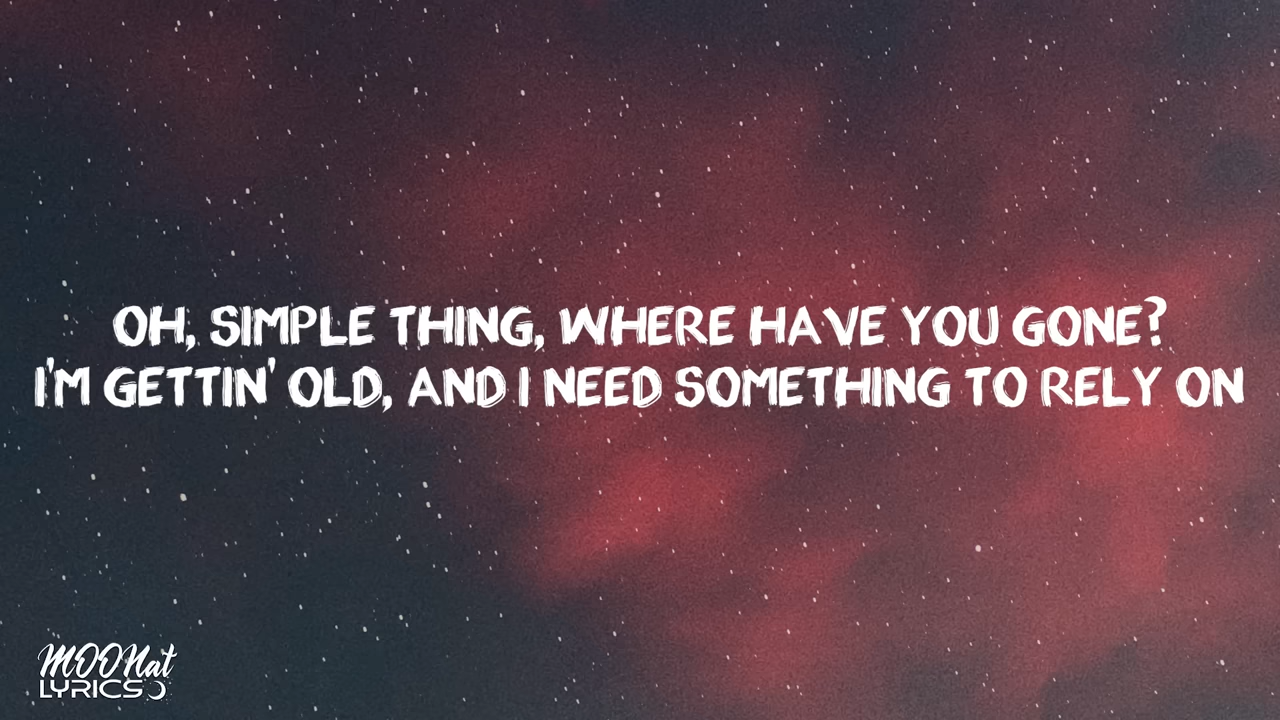 OH, SIMPLE THING, WHERE HAVE YOU GONE?
I'M GETTIN' OLD, AND I NEED SOMETHING TO RELY ON
MOONat
LYRICS